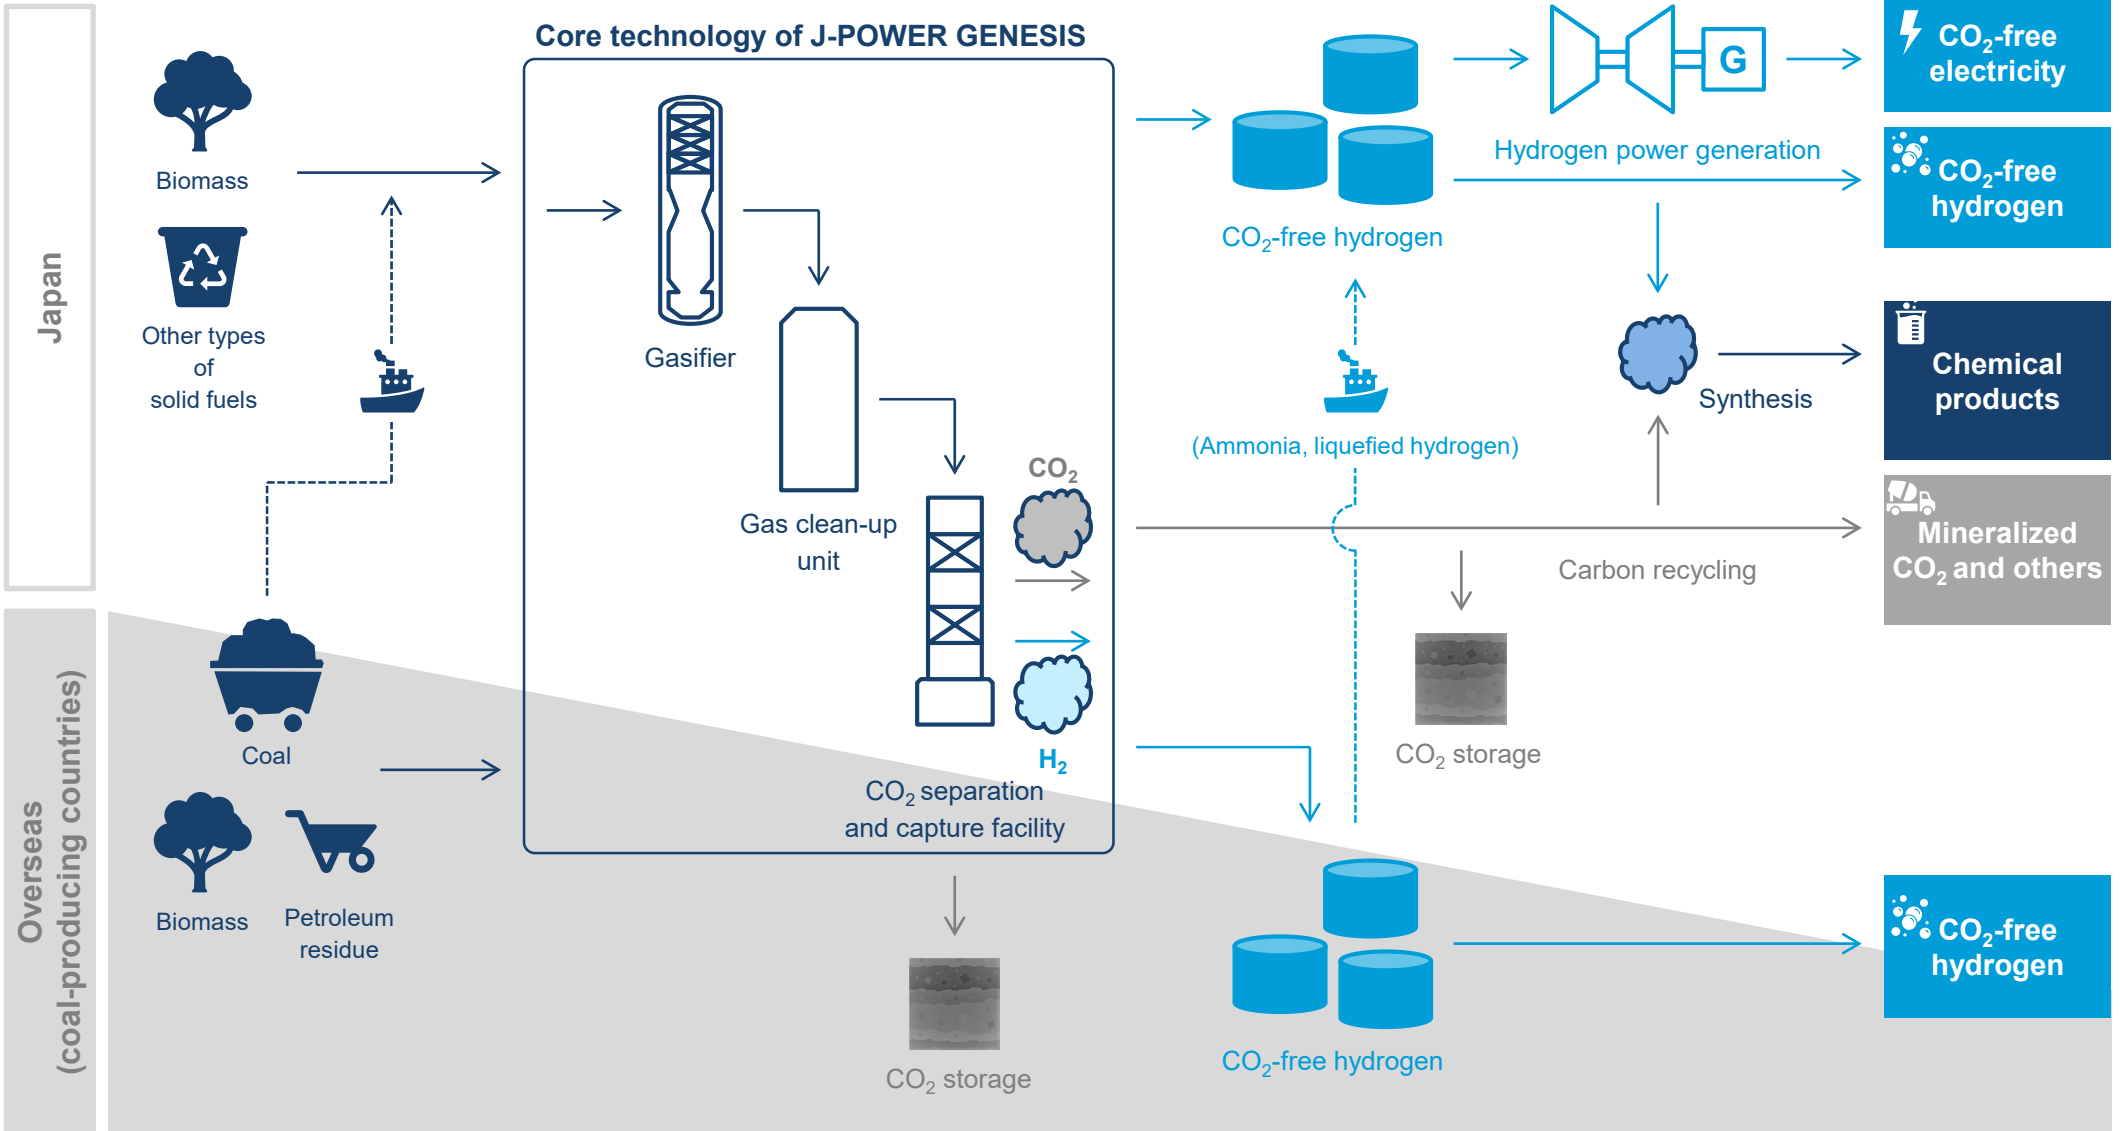 Core technology of J-POWER GENESIS
Japan
Biomass
Other types
of
solid fuels
Gasifier
Gas clean-up
unit
CO₂
H₂
CO₂ separation
and capture facility
CO₂-free hydrogen
(Ammonia, liquefied hydrogen)
G
Hydrogen power generation
Synthesis
Carbon recycling
CO₂ storage
CO₂-free
electricity
CO₂-free
hydrogen
Chemical
products
Mineralized
CO₂ and others
Overseas
(coal-producing countries)
Coal
Biomass
Petroleum
residue
CO₂ storage
CO₂-free hydrogen
CO₂-free
hydrogen